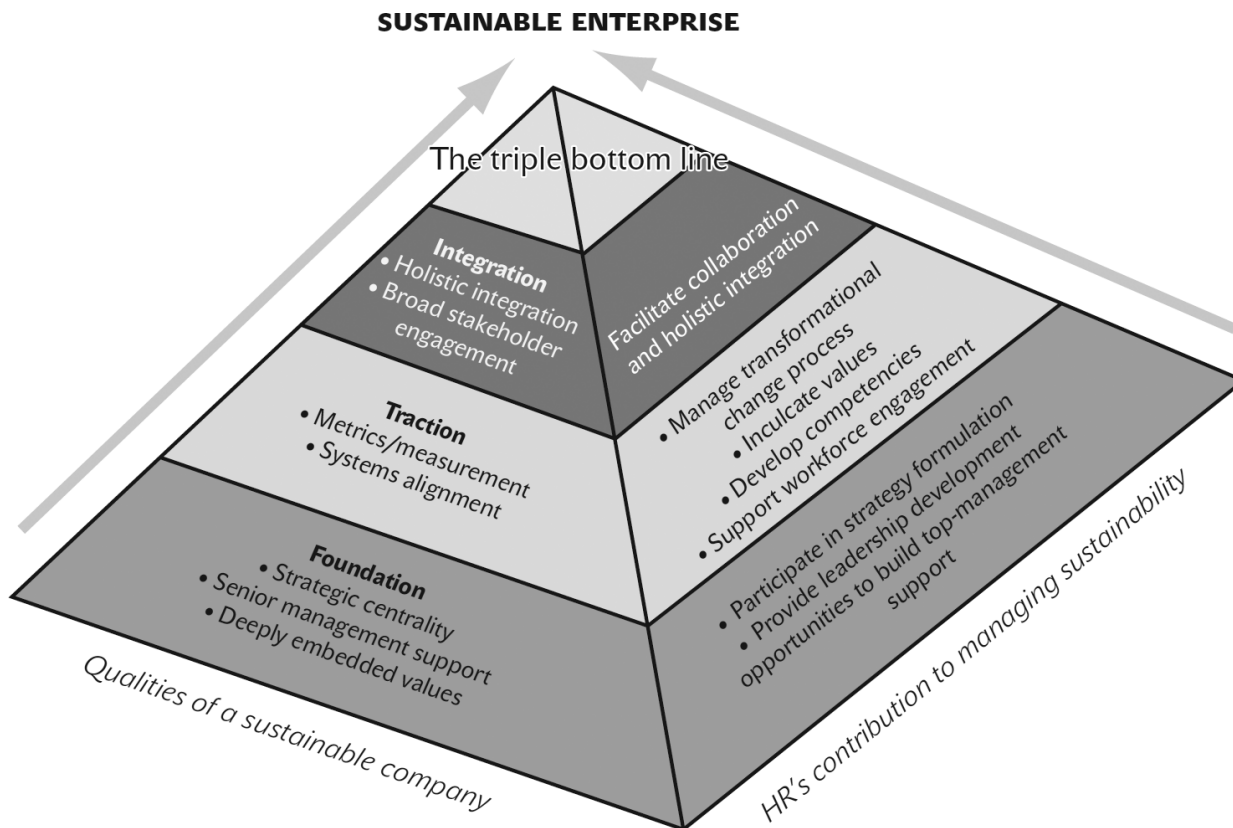 SUSTAINABLE ENTERPRISE
The triple bottom line
Integration
• Holistic integration
• Broad stakeholder
engagement
Facilitate collaboration
and holistic integration
Traction
• Metrics/measurement
• Systems alignment
• Manage transformational
change process
• Inculcate values
• Develop competencies
• Support workforce engagement
Foundation
• Strategic centrality
• Senior management support
• Deeply embedded values
• Participate in strategy formulation
• Provide leadership development
opportunities to build top-management
support
Qualities of a sustainable company
HR's contribution to managing sustainability